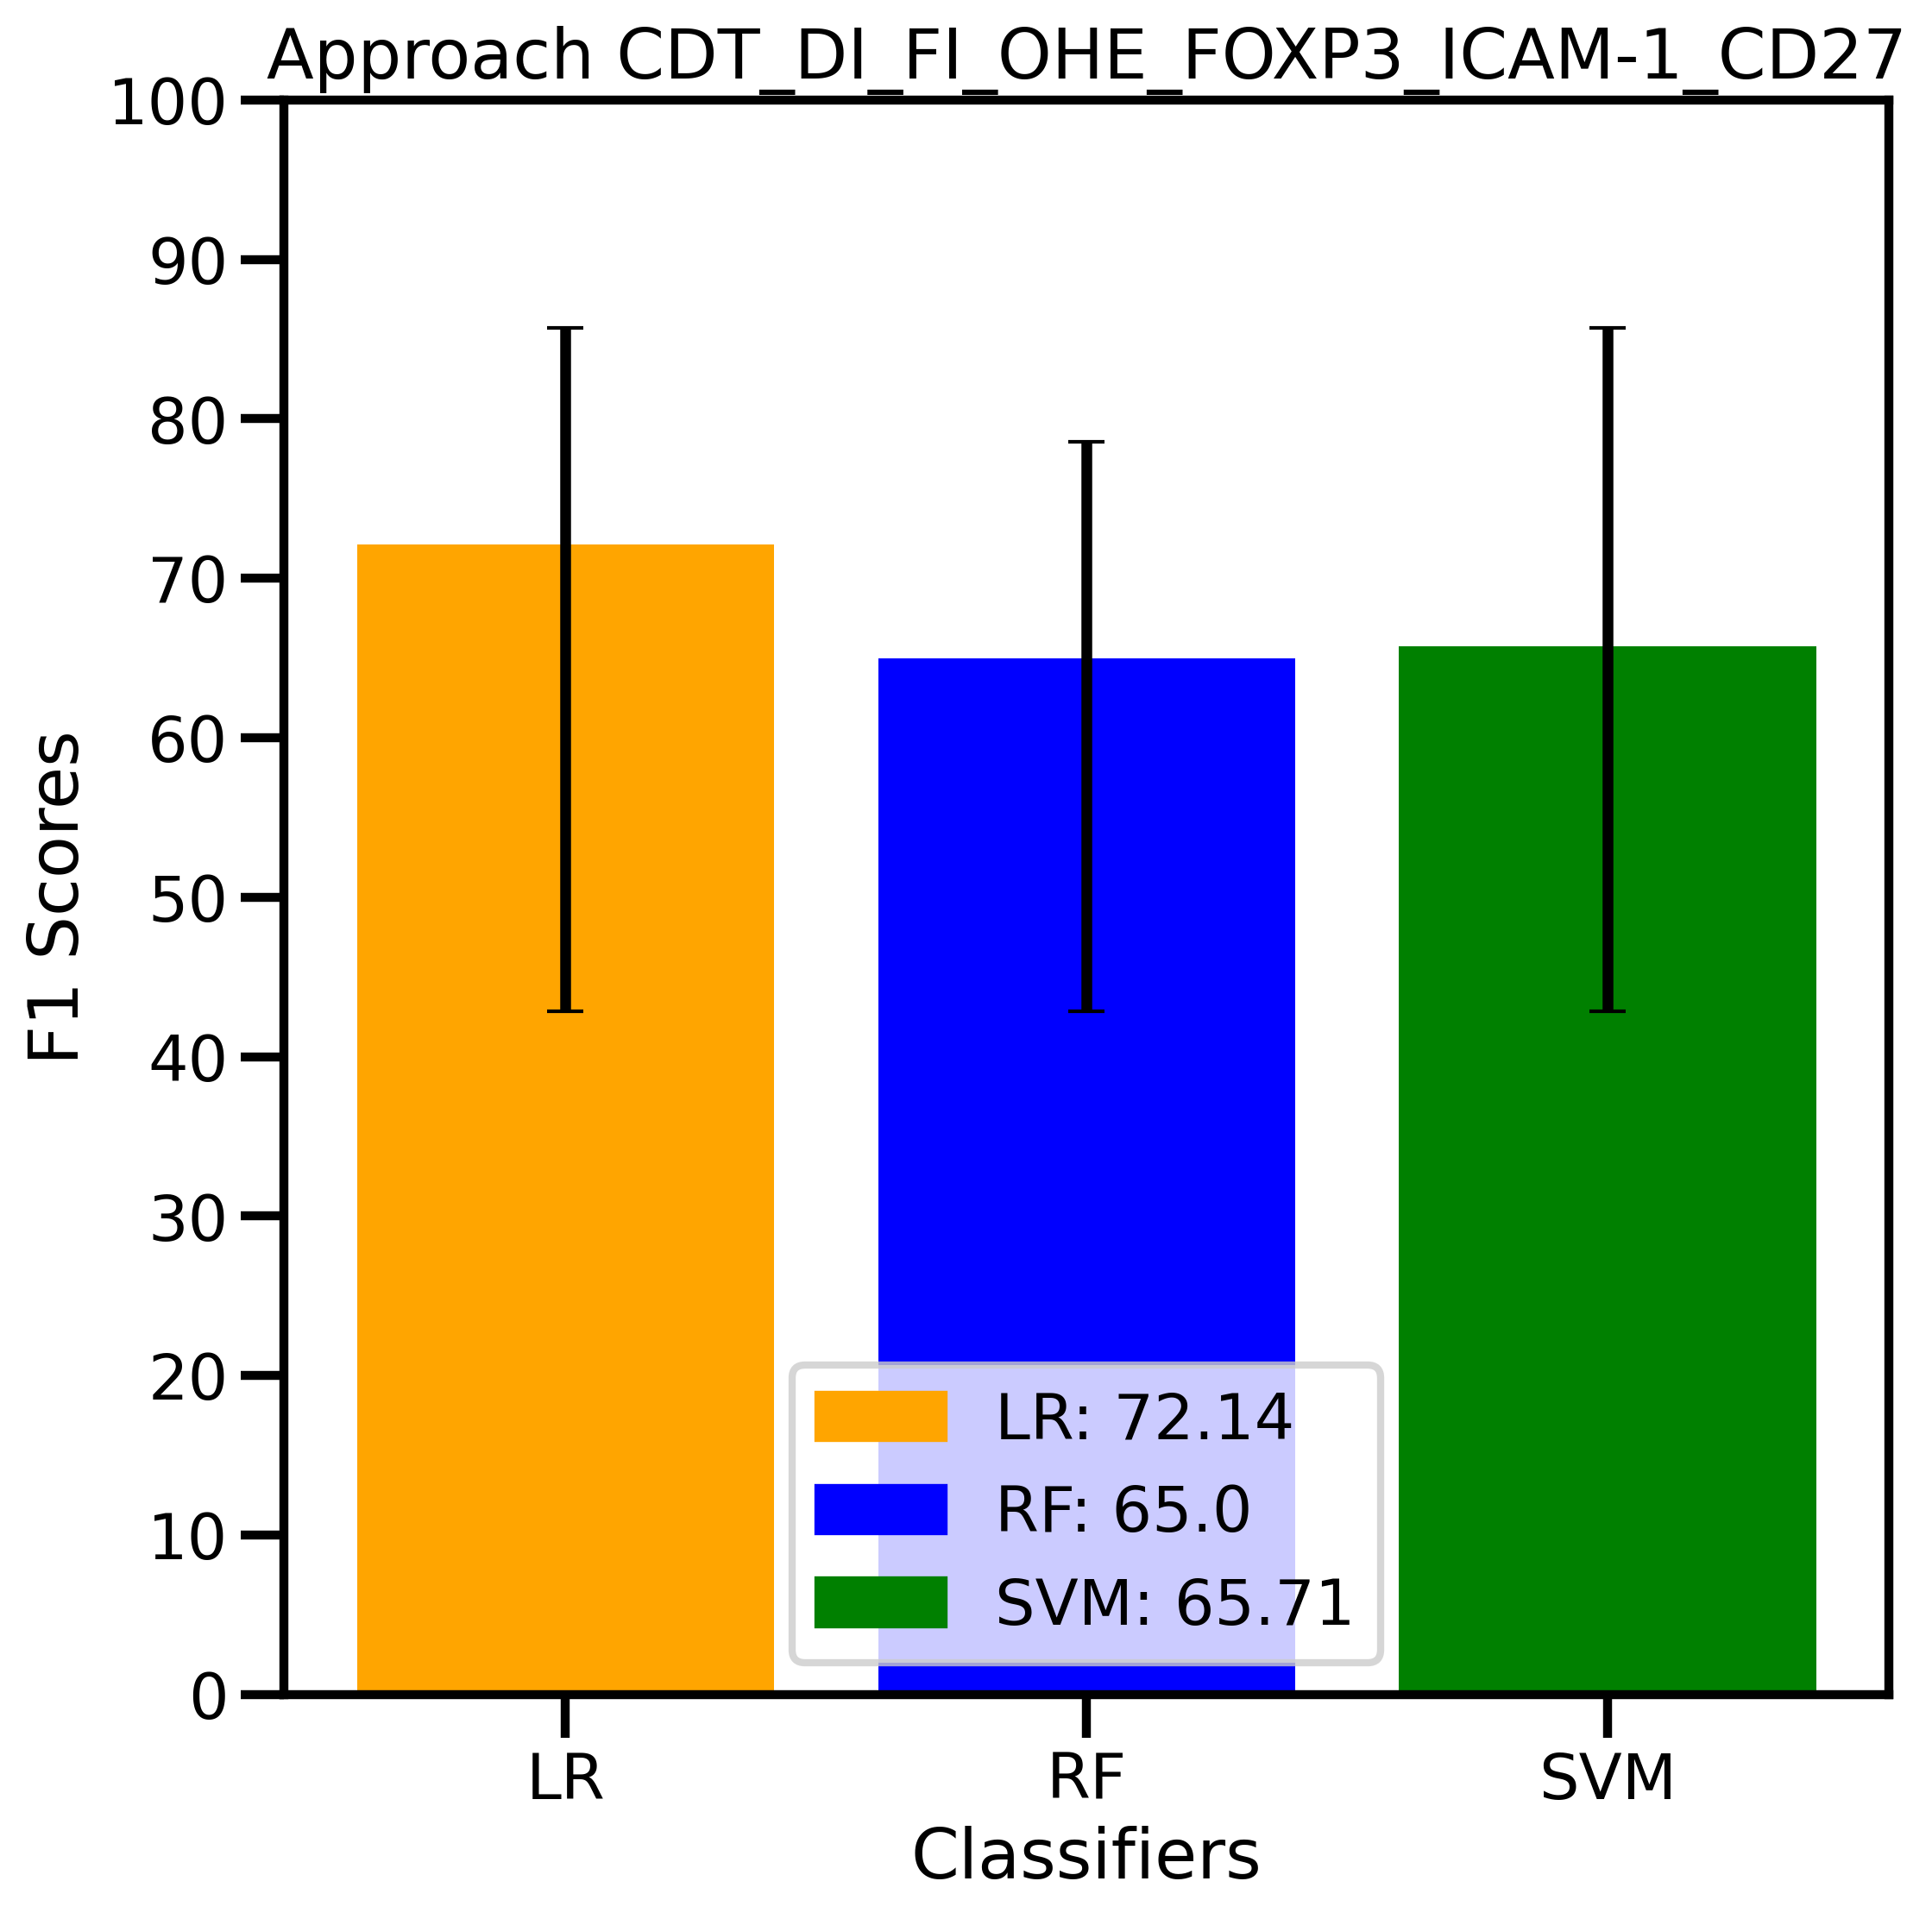 Approach CDT_DI_FI_OHE_FOXP3_ICAM-1_CD27
100
90
80
70
60
50
40
30
20
10
0
F1 Scores
LR: 72.14
RF: 65.0
SVM: 65.71
LR RF SVM
Classifiers